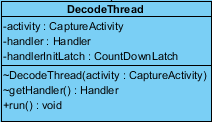 DecodeThread
-activity : CaptureActivity
-handler : Handler
-handlerInitLatch : CountDownLatch
~DecodeThread(activity : CaptureActivity)
~getHandler() : Handler
+run() : void